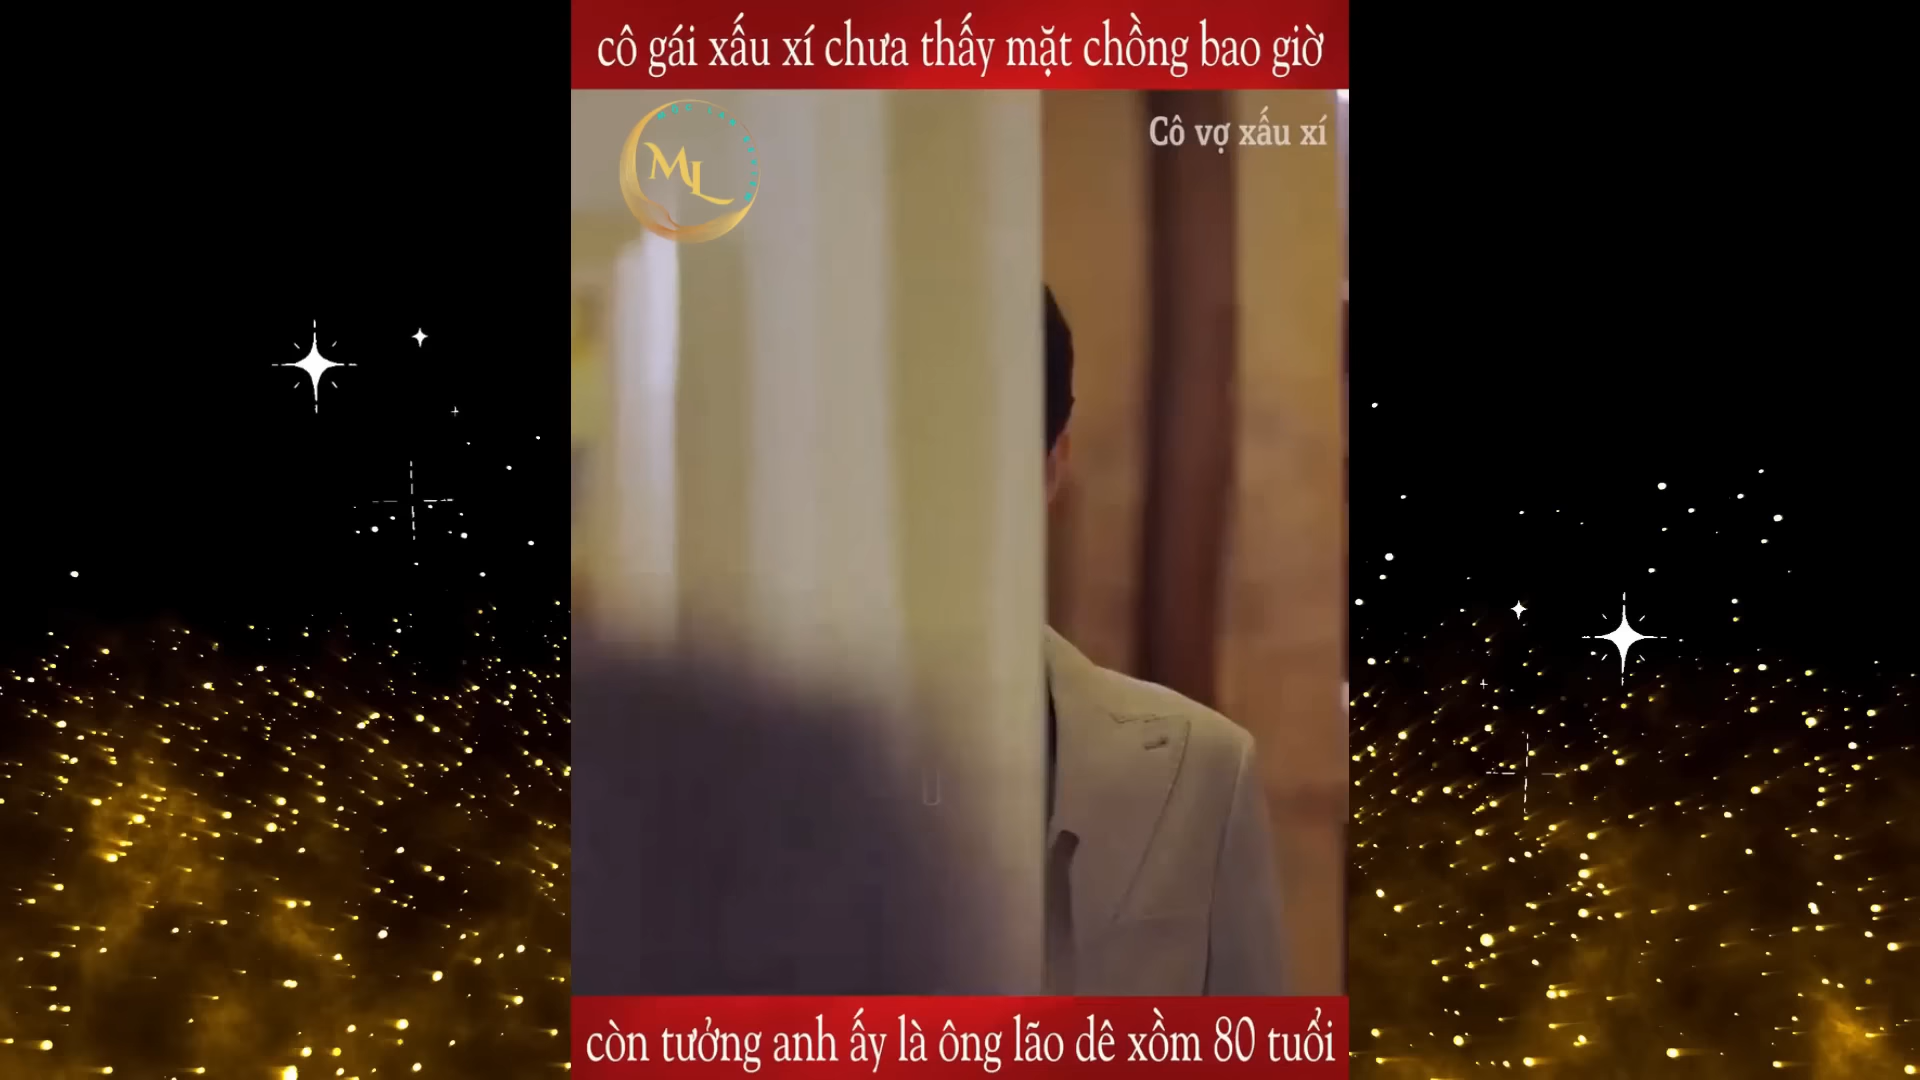 cô gái xấu xí chưa thấy mặt chồng bao giờ
ML
Cô vợ xấu xí
còn tưởng anh ấy là ông lão dê xồm 80 tuổi